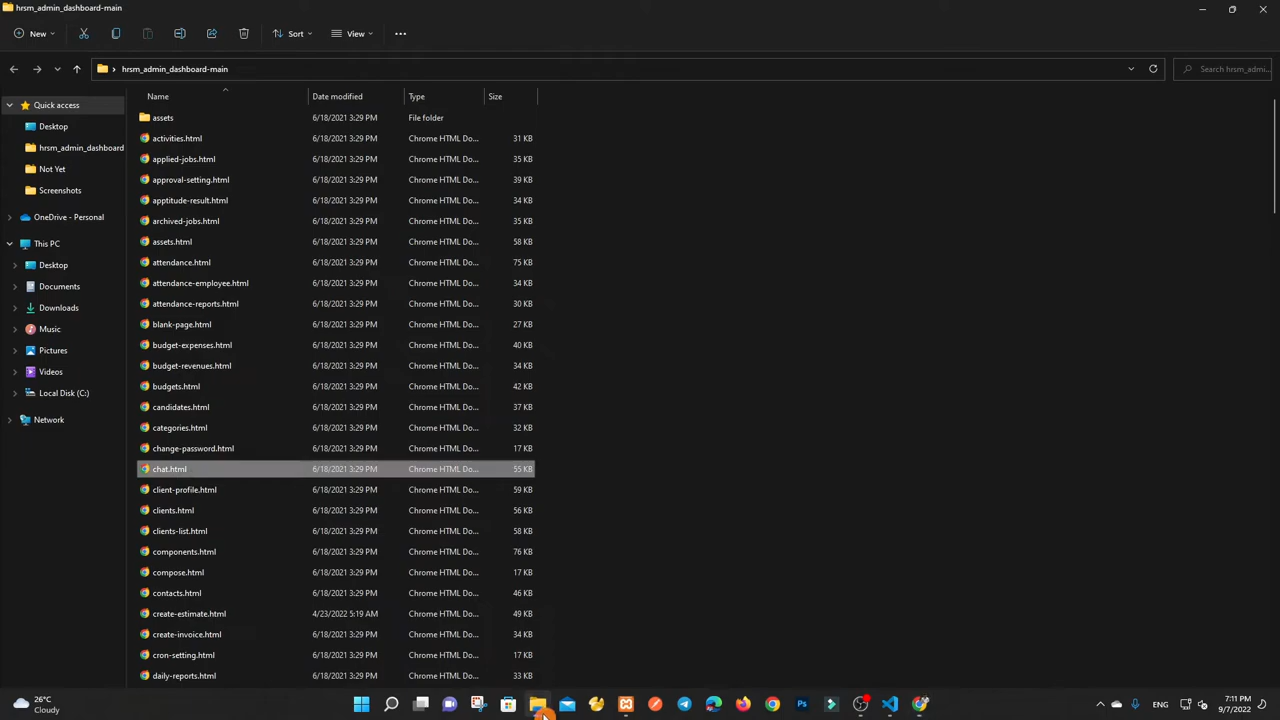 hrsm_admin_dashboard-main
New
Sort
View
hrsm_admin_dashboard-main
Search hrsm_admi...
Quick access
Desktop
hrsm_admin_dashboard
Not Yet
Screenshots
OneDrive - Personal
This PC
Desktop
Documents
Downloads
Music
Pictures
Videos
Local Disk (C:)
Network
Name Date modified Type Size
assets 6/18/2021 3:29 PM File folder
activities.html 6/18/2021 3:29 PM Chrome HTML Do... 31 KB
applied-jobs.html 6/18/2021 3:29 PM Chrome HTML Do... 35 KB
approval-setting.html 6/18/2021 3:29 PM Chrome HTML Do... 39 KB
apptitude-result.html 6/18/2021 3:29 PM Chrome HTML Do... 34 KB
archived-jobs.html 6/18/2021 3:29 PM Chrome HTML Do... 35 KB
assets.html 6/18/2021 3:29 PM Chrome HTML Do... 58 KB
attendance.html 6/18/2021 3:29 PM Chrome HTML Do... 75 KB
attendance-employee.html 6/18/2021 3:29 PM Chrome HTML Do... 34 KB
attendance-reports.html 6/18/2021 3:29 PM Chrome HTML Do... 30 KB
blank-page.html 6/18/2021 3:29 PM Chrome HTML Do... 27 KB
budget-expenses.html 6/18/2021 3:29 PM Chrome HTML Do... 40 KB
budget-revenues.html 6/18/2021 3:29 PM Chrome HTML Do... 34 KB
budgets.html 6/18/2021 3:29 PM Chrome HTML Do... 42 KB
candidates.html 6/18/2021 3:29 PM Chrome HTML Do... 37 KB
categories.html 6/18/2021 3:29 PM Chrome HTML Do... 32 KB
change-password.html 6/18/2021 3:29 PM Chrome HTML Do... 17 KB
chat.html 6/18/2021 3:29 PM Chrome HTML Do... 55 KB
client-profile.html 6/18/2021 3:29 PM Chrome HTML Do... 59 KB
clients.html 6/18/2021 3:29 PM Chrome HTML Do... 56 KB
clients-list.html 6/18/2021 3:29 PM Chrome HTML Do... 58 KB
components.html 6/18/2021 3:29 PM Chrome HTML Do... 76 KB
compose.html 6/18/2021 3:29 PM Chrome HTML Do... 17 KB
contacts.html 6/18/2021 3:29 PM Chrome HTML Do... 46 KB
create-estimate.html 4/23/2022 5:19 AM Chrome HTML Do... 49 KB
create-invoice.html 6/18/2021 3:29 PM Chrome HTML Do... 34 KB
cron-setting.html 6/18/2021 3:29 PM Chrome HTML Do... 17 KB
daily-reports.html 6/18/2021 3:29 PM Chrome HTML Do... 33 KB
26°C
Cloudy
Ps
ENG
7:11 PM
9/7/2022